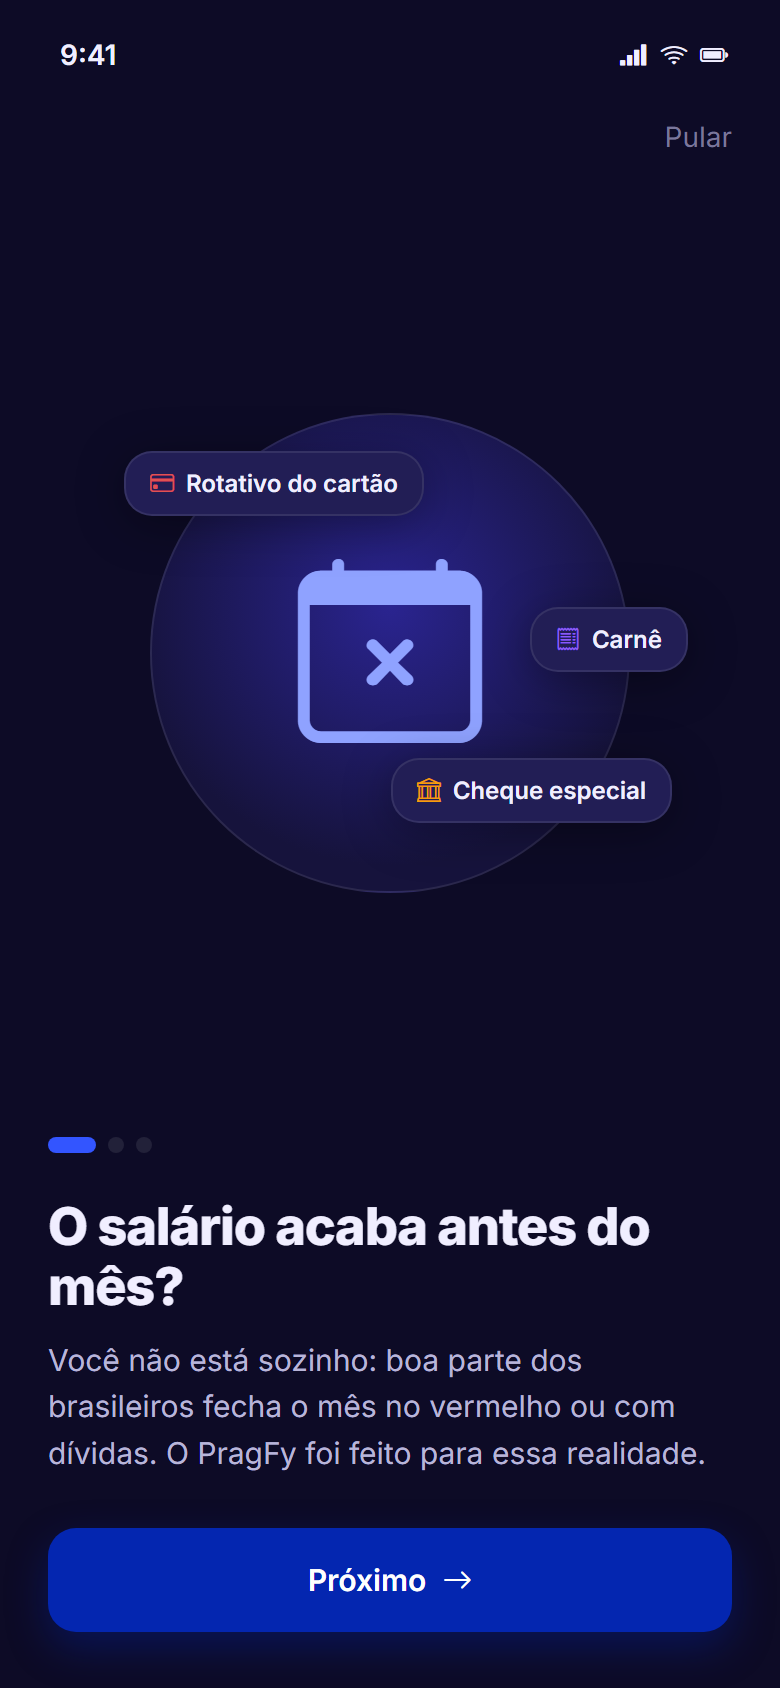 9:41
Pular
Rotativo do cartão
Carnê
Cheque especial
O salário acaba antes do
mês?
Você não está sozinho: boa parte dos
brasileiros fecha o mês no vermelho ou com
dívidas. O PragFy foi feito para essa realidade.
Próximo →